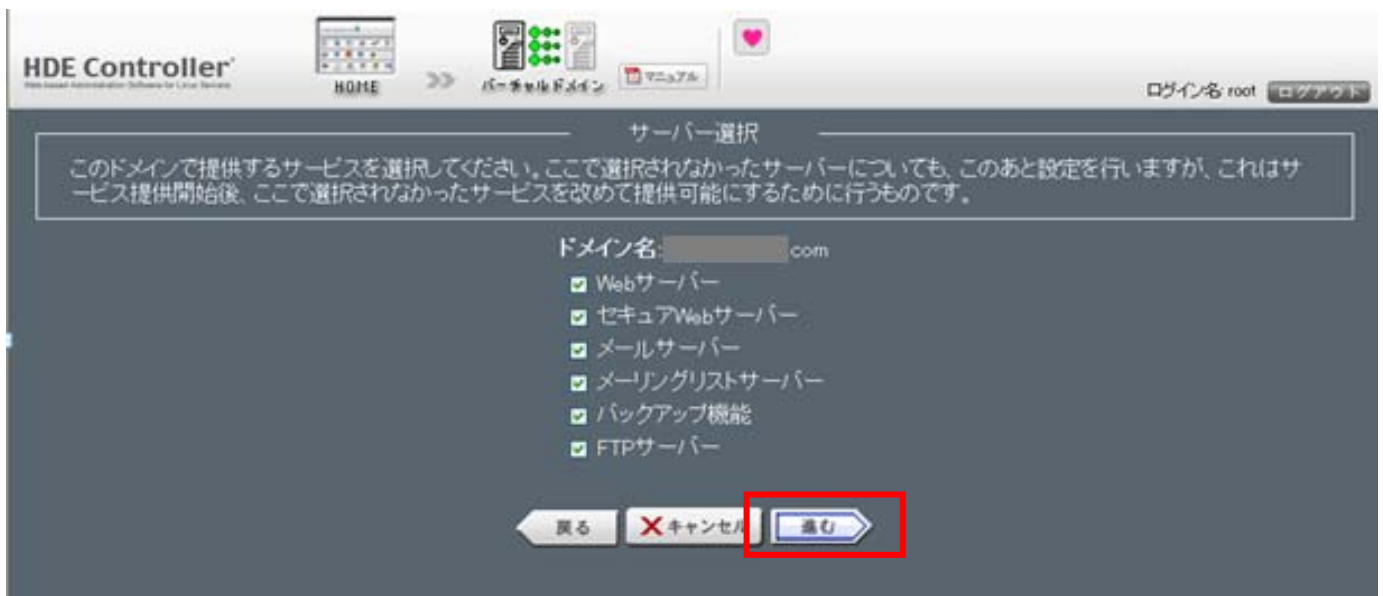 HDE Controller
Web-based Administration Software for Linux Servers
HOME
>>
バーチャルドメイン
マニュアル
ログイン名 root ログアウト
サーバー選択
このドメインで提供するサービスを選択してください。ここで選択されなかったサーバーについても、このあと設定を行いますが、これはサ
ービス提供開始後、ここで選択されなかったサービスを改めて提供可能にするために行うものです。
ドメイン名: com
Webサーバー
セキュアWebサーバー
メールサーバー
メーリングリストサーバー
バックアップ機能
FTPサーバー
戻る
キャンセル
進む